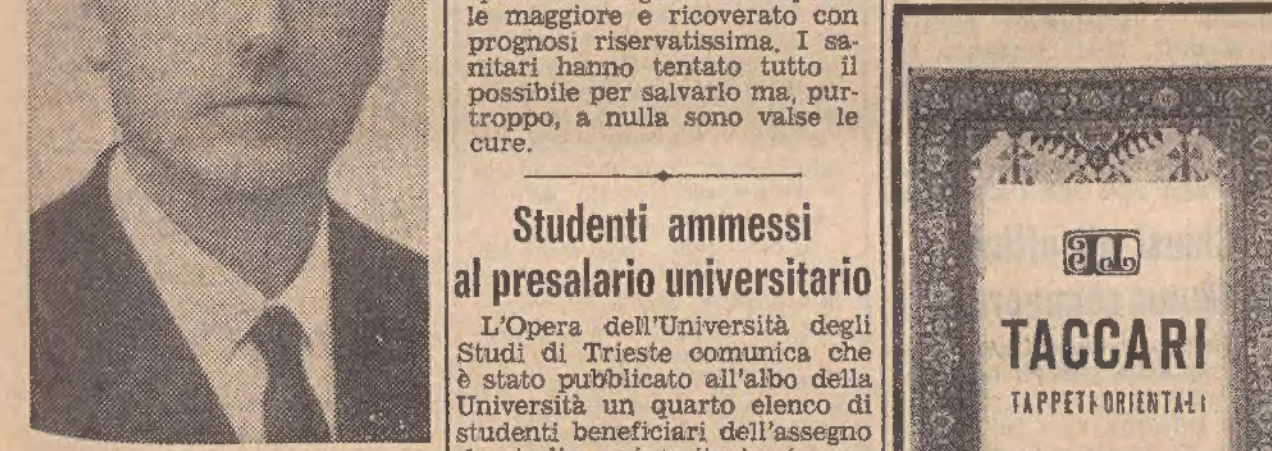 le maggiore e ricoverato con
prognosi riservatissima. I sa-
nitari hanno tentato tutto il
possibile per salvarlo ma, pur-
troppo, a nulla sono valse le
cure.
Studenti ammessi
al presalario universitario
L'Opera dell'Università degli
Studi di Trieste comunica che
è stato pubblicato all'albo della
Università un quarto elenco di
studenti beneficiari dell'assegno
TACCARI
TAPPETI ORIENTALI